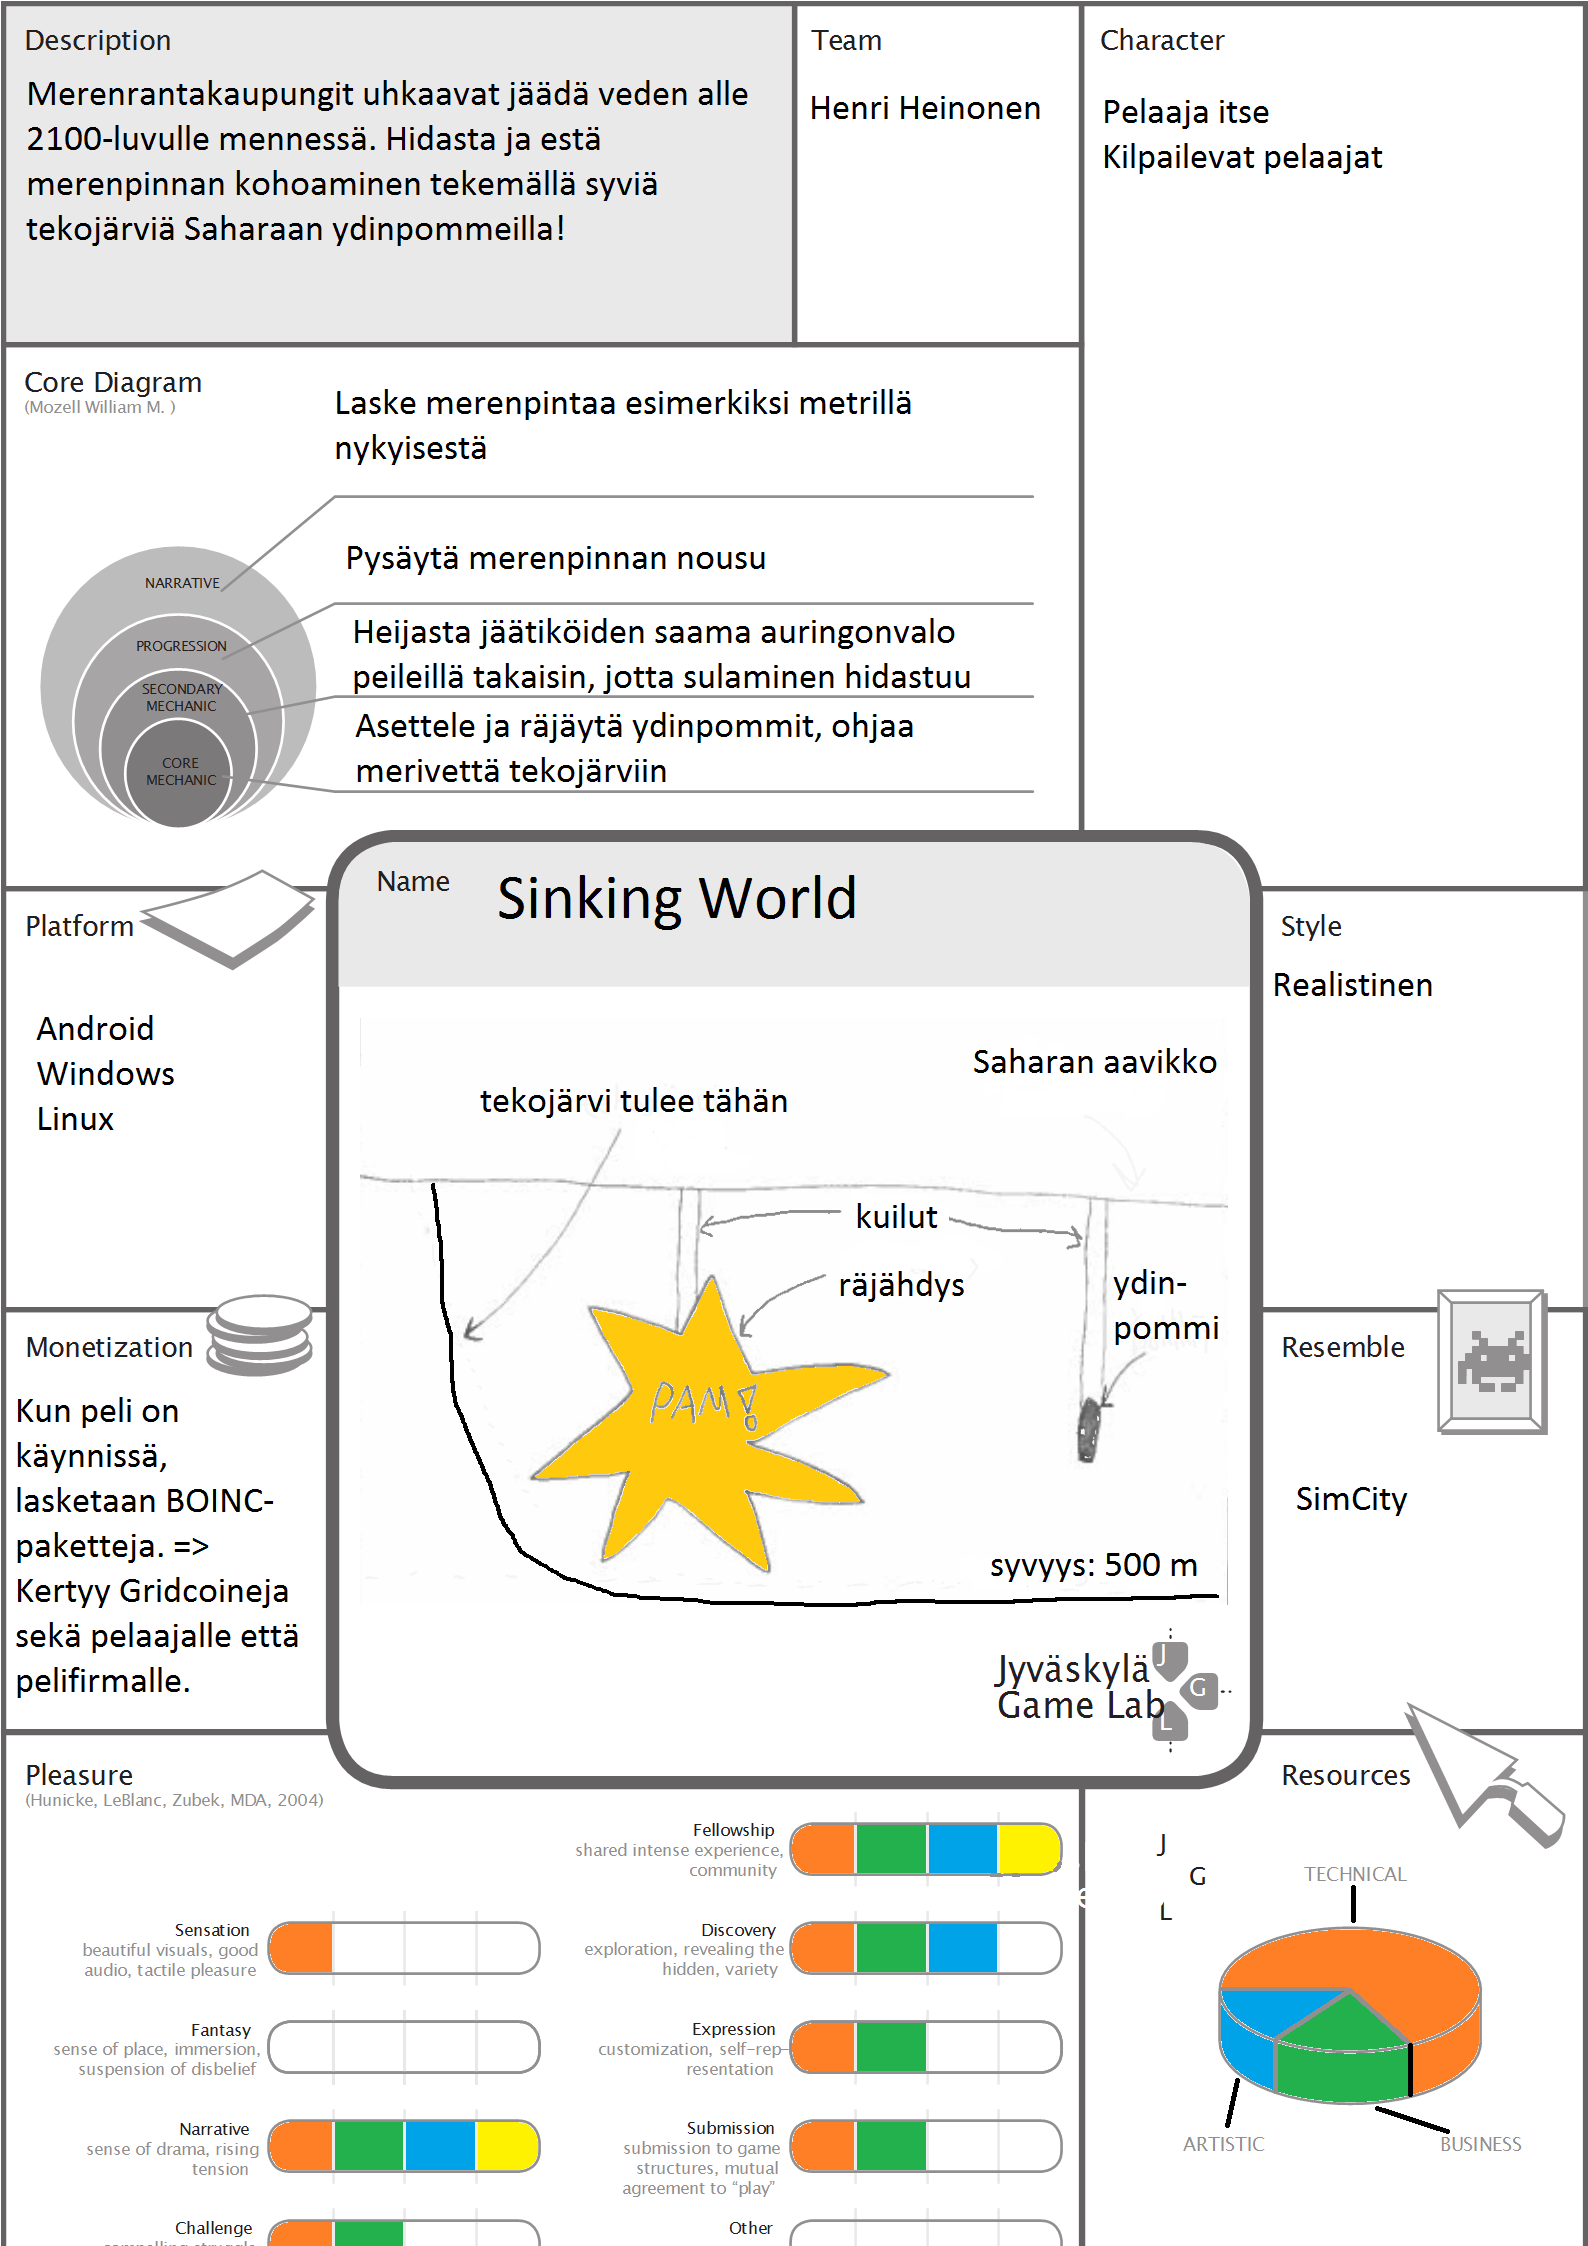 Description
Merenrantakaupungit uhkaavat jäädä veden alle
2100-luvulle mennessä. Hidasta ja estä
merenpinnan kohoaminen tekemällä syviä
tekojärviä Saharaan ydinpommeilla!
Team
Henri Heinonen
Character
Pelaaja itse
Kilpailevat pelaajat
Core Diagram
(Mozell William M. )
Laske merenpintaa esimerkiksi metrillä
nykyisestä
Pysäytä merenpinnan nousu
Heijasta jäätiköiden saama auringonvalo
peileillä takaisin, jotta sulaminen hidastuu
Asettele ja räjäytä ydinpommit, ohjaa
merivettä tekojärviin
NARRATIVE
PROGRESSION
SECONDARY
MECHANIC
CORE
MECHANIC
Name
Sinking World
Platform
Android
Windows
Linux
Style
Realistinen
Saharan aavikko
tekojärvi tulee tähän
kuilut
räjähdys
ydin-
pommi
PAM!
syvyys: 500 m
Jyväskylä
Game Lab
J
G
L
Monetization
Kun peli on
käynnissä,
lasketaan BOINC-
paketteja. =>
Kertyy Gridcoineja
sekä pelaajalle että
pelifirmalle.
Resemble
SimCity
Pleasure
(Hunicke, LeBlanc, Zubek, MDA, 2004)
Fellowship
shared intense experience,
community
Sensation
beautiful visuals, good
audio, tactile pleasure
Discovery
exploration, revealing the
hidden, variety
Fantasy
sense of place, immersion,
suspension of disbelief
Expression
customization, self-rep-
resentation
Narrative
sense of drama, rising
tension
Submission
submission to game
structures, mutual
agreement to “play”
Challenge
Other
Resources
J
G
L
TECHNICAL
ARTISTIC
BUSINESS